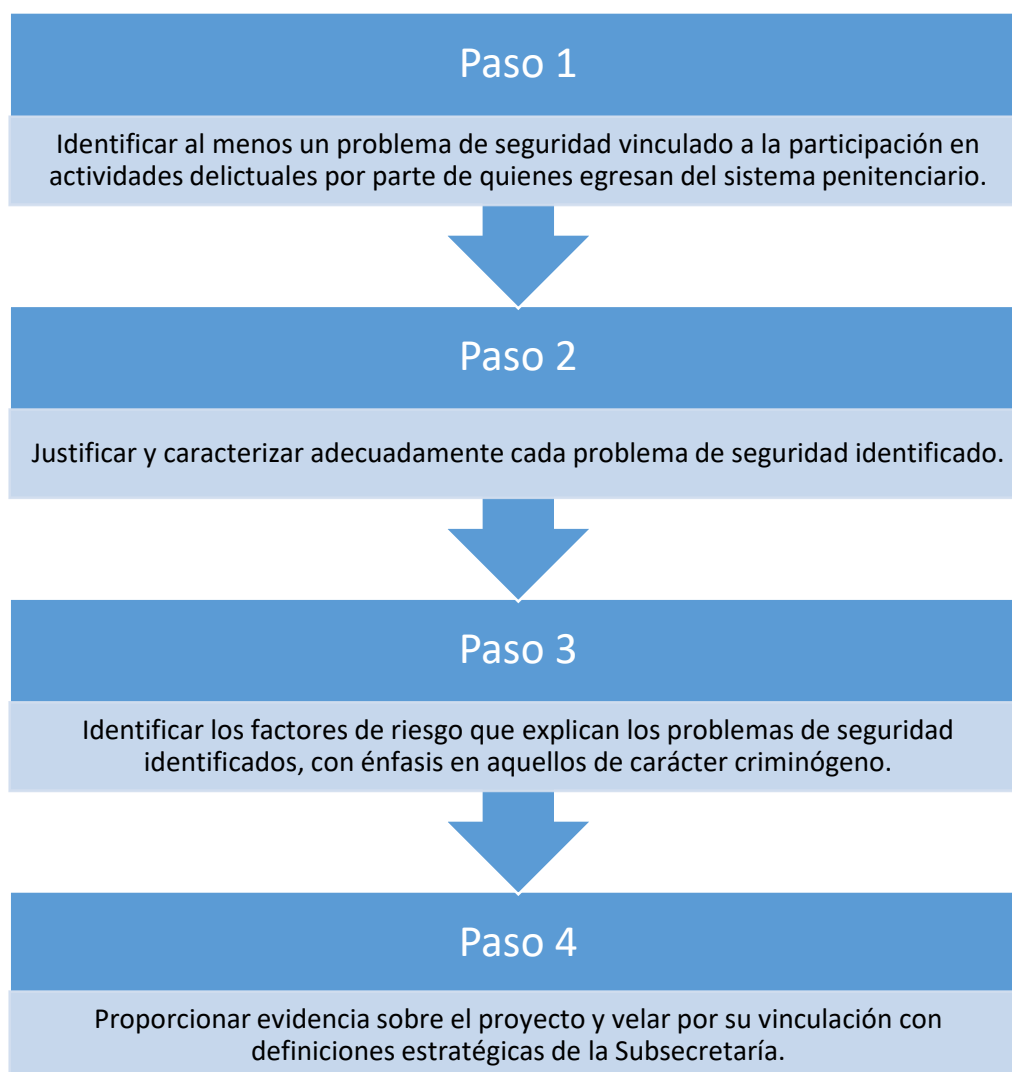 Paso 1
Identificar al menos un problema de seguridad vinculado a la participación en
actividades delictuales por parte de quienes egresan del sistema penitenciario.
Paso 2
Justificar y caracterizar adecuadamente cada problema de seguridad identificado.
Paso 3
Identificar los factores de riesgo que explican los problemas de seguridad
identificados, con énfasis en aquellos de carácter criminógeno.
Paso 4
Proporcionar evidencia sobre el proyecto y velar por su vinculación con
definiciones estratégicas de la Subsecretaría.